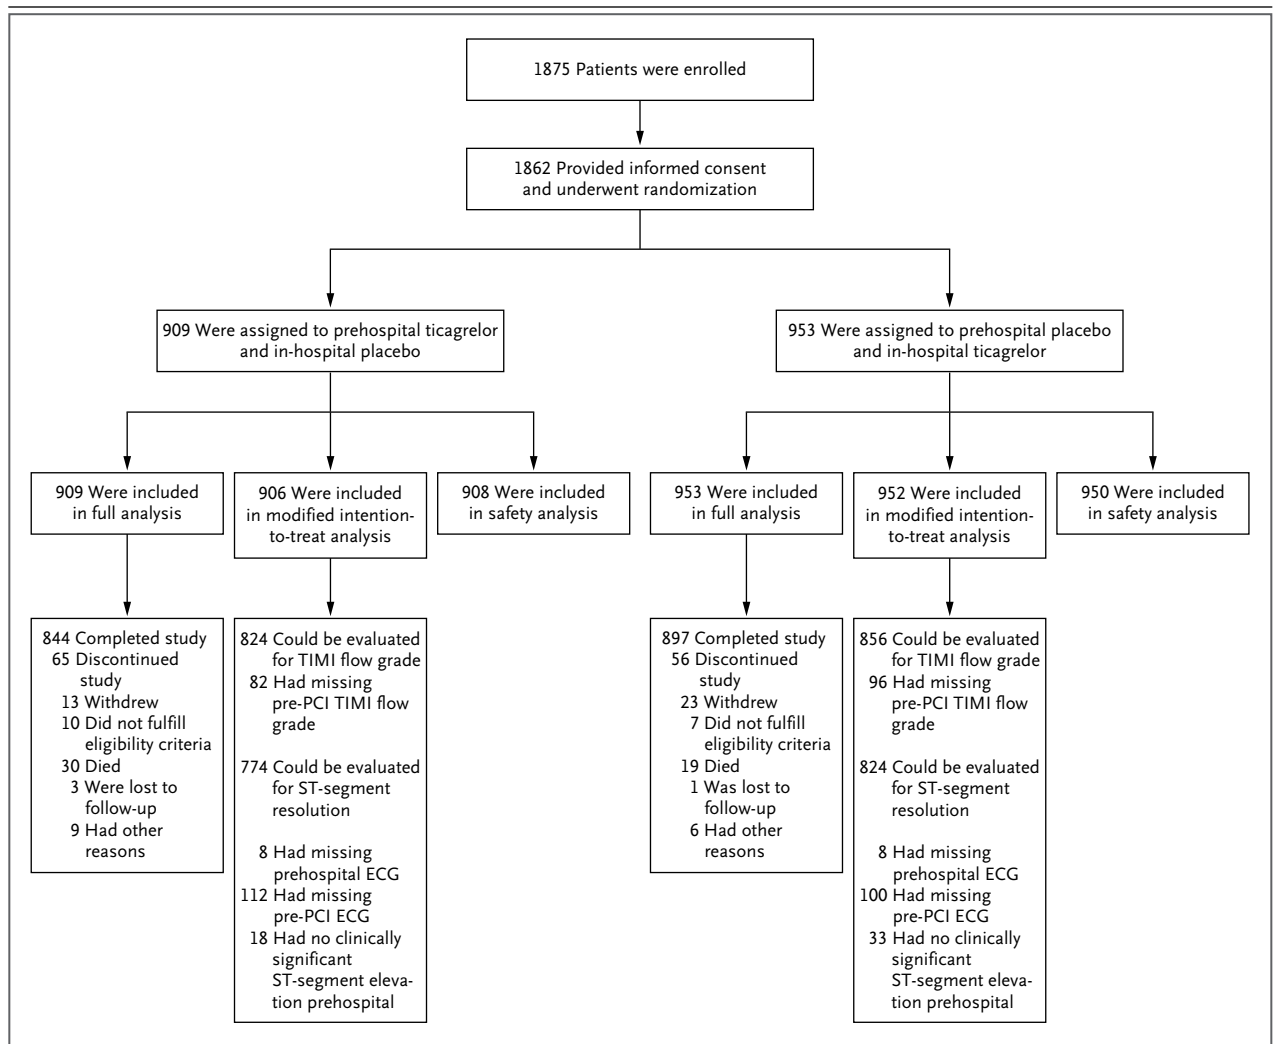 1875 Patients were enrolled
1862 Provided informed consent
and underwent randomization
909 Were assigned to prehospital ticagrelor
and in-hospital placebo
953 Were assigned to prehospital placebo
and in-hospital ticagrelor
909 Were included
in full analysis
906 Were included
in modified intention-
to-treat analysis
908 Were included
in safety analysis
953 Were included
in full analysis
952 Were included
in modified intention-
to-treat analysis
950 Were included
in safety analysis
844 Completed study
65 Discontinued
study
13 Withdrew
10 Did not fulfill
eligibility criteria
30 Died
3 Were lost to
follow-up
9 Had other
reasons
824 Could be evaluated
for TIMI flow grade
82 Had missing
pre-PCI TIMI flow
grade
774 Could be evaluated
for ST-segment
resolution
8 Had missing
prehospital ECG
112 Had missing
pre-PCI ECG
18 Had no clinically
significant
ST-segment eleva-
tion prehospital
897 Completed study
56 Discontinued
study
23 Withdrew
7 Did not fulfill
eligibility criteria
19 Died
1 Was lost to
follow-up
6 Had other
reasons
856 Could be evaluated
for TIMI flow grade
96 Had missing
pre-PCI TIMI flow
grade
824 Could be evaluated
for ST-segment
resolution
8 Had missing
prehospital ECG
100 Had missing
pre-PCI ECG
33 Had no clinically
significant
ST-segment eleva-
tion prehospital